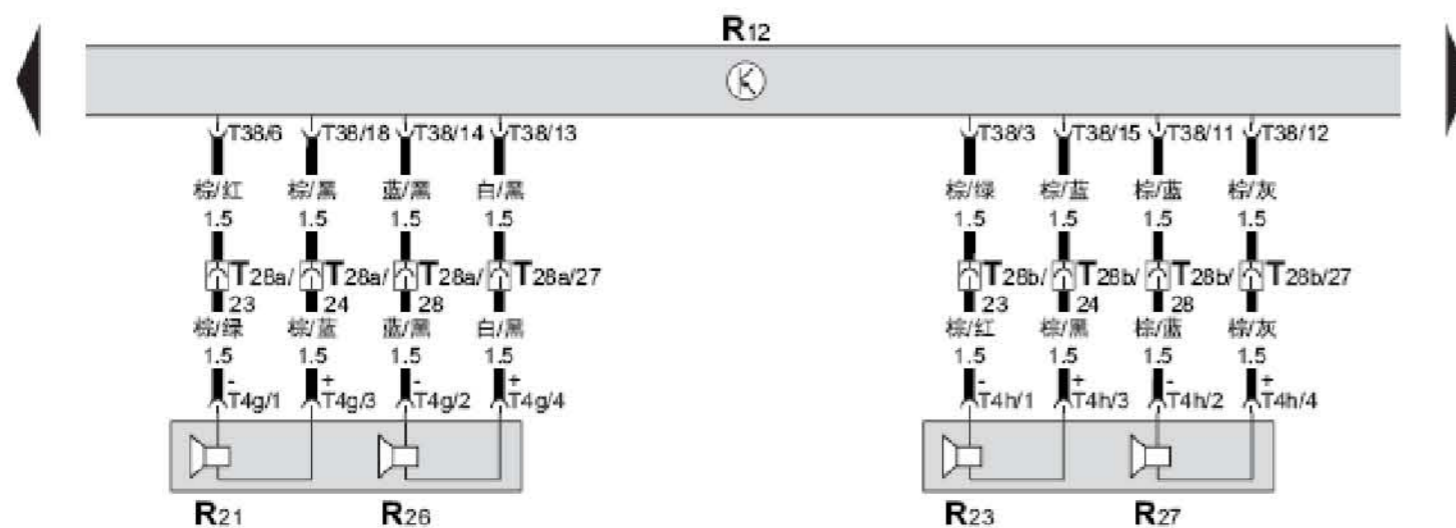 R12
T38/6 T38/18 T38/14 T38/13 T38/3 T38/15 T38/11 T38/12
棕/红 棕/黑 蓝/黑 白/黑 棕/绿 棕/蓝 棕/蓝 棕/灰
1.5 1.5 1.5 1.5 1.5 1.5 1.5 1.5
T28a/ T28a/ T28a/ T28a/27 T28b/ T28b/ T28b/ T28b/27
23 24 28 23 24 28
棕/绿 棕/蓝 蓝/黑 白/黑 棕/红 棕/黑 棕/蓝 棕/灰
1.5 1.5 1.5 1.5 1.5 1.5 1.5 1.5
- + - + - + - +
T4g/1 T4g/3 T4g/2 T4g/4 T4h/1 T4h/3 T4h/2 T4h/4
R21 R26 R23 R27